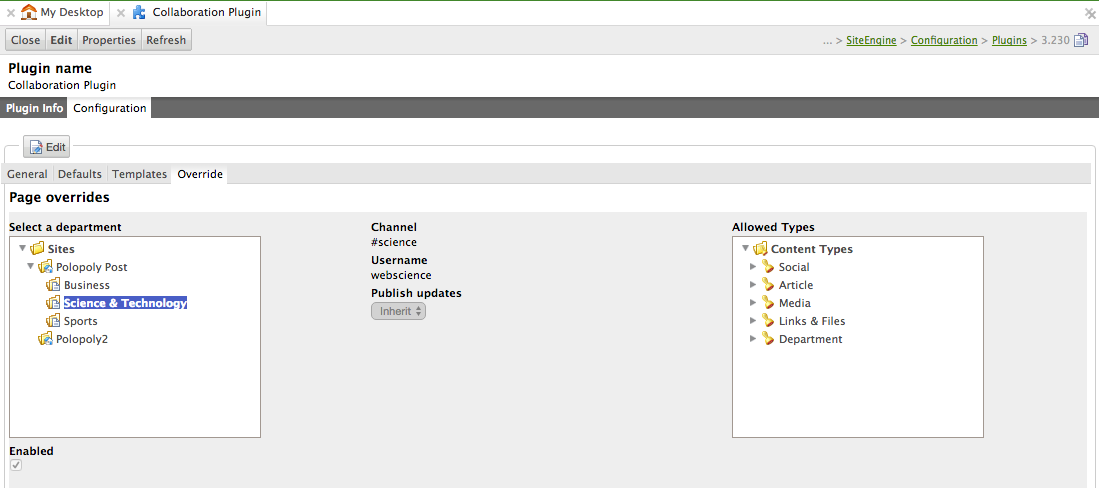 My Desktop Collaboration Plugin
Close Edit Properties Refresh ... > SiteEngine > Configuration > Plugins > 3.230
Plugin name
Collaboration Plugin
Plugin Info Configuration
Edit
General Defaults Templates Override
Page overrides
Select a department
Sites
Polopoly Post
Business
Science & Technology
Sports
Polopoly2
Enabled
Channel
#science
Username
webscience
Publish updates
Inherit
Allowed Types
Content Types
Social
Article
Media
Links & Files
Department